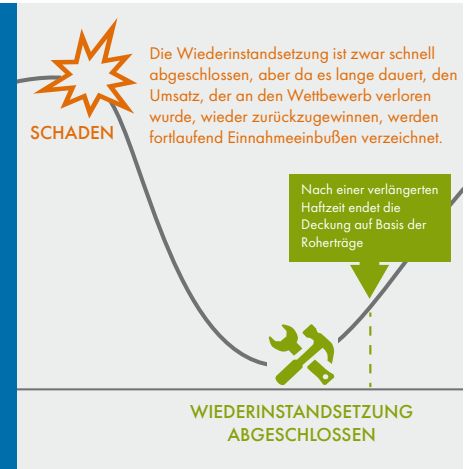 Die Wiederinstandsetzung ist zwar schnell
abgeschlossen, aber da es lange dauert, den
Umsatz, der an den Wettbewerb verloren
wurde, wieder zurückzugewinnen, werden
fortlaufend Einnahmeeinbußen verzeichnet.
SCHADEN
Nach einer verlängerten
Haftzeit endet die
Deckung auf Basis der
Roherträge
WIEDERINSTANDSETZUNG
ABGESCHLOSSEN